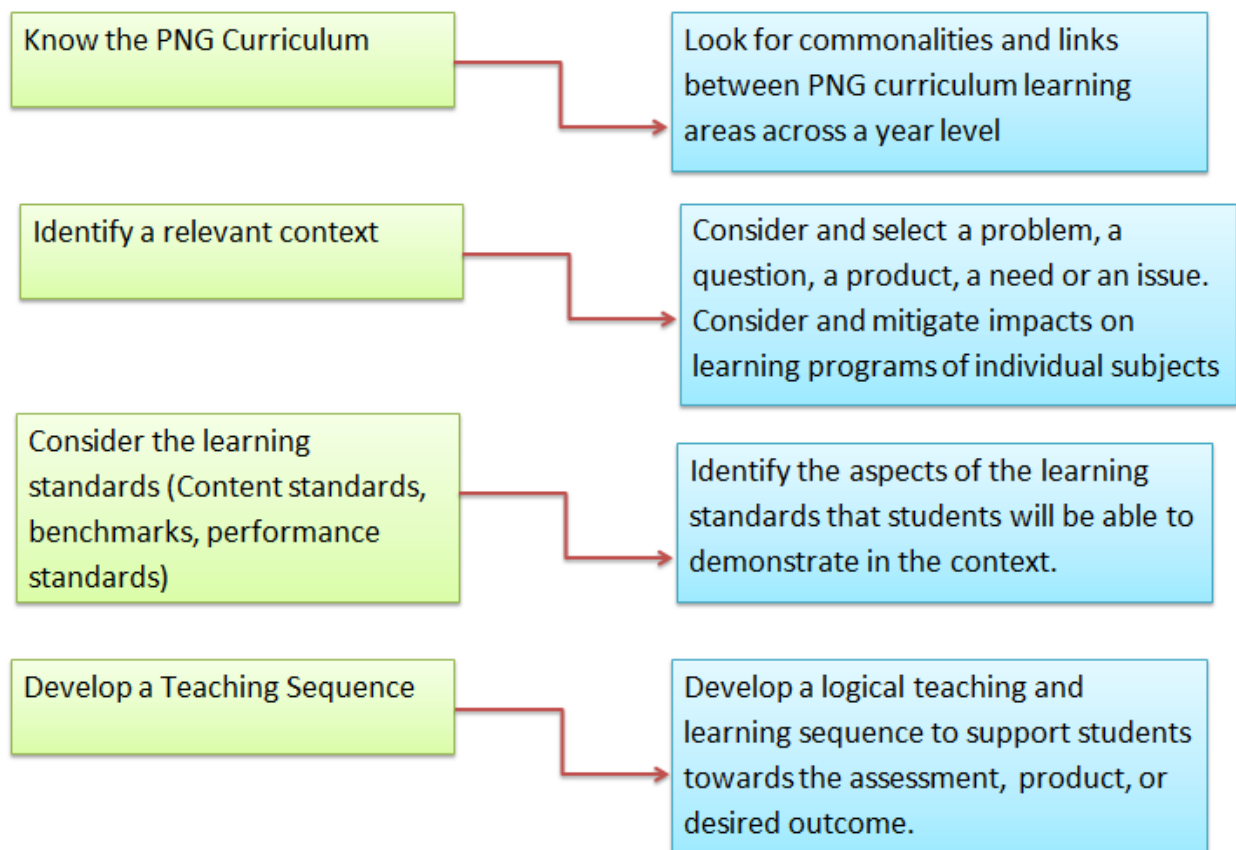 Know the PNG Curriculum
Look for commonalities and links
between PNG curriculum learning
areas across a year level
Identify a relevant context
Consider and select a problem, a
question, a product, a need or an issue.
Consider and mitigate impacts on
learning programs of individual subjects
Consider the learning
standards (Content standards,
benchmarks, performance
standards)
Identify the aspects of the learning
standards that students will be able to
demonstrate in the context.
Develop a Teaching Sequence
Develop a logical teaching and
learning sequence to support students
towards the assessment, product, or
desired outcome.